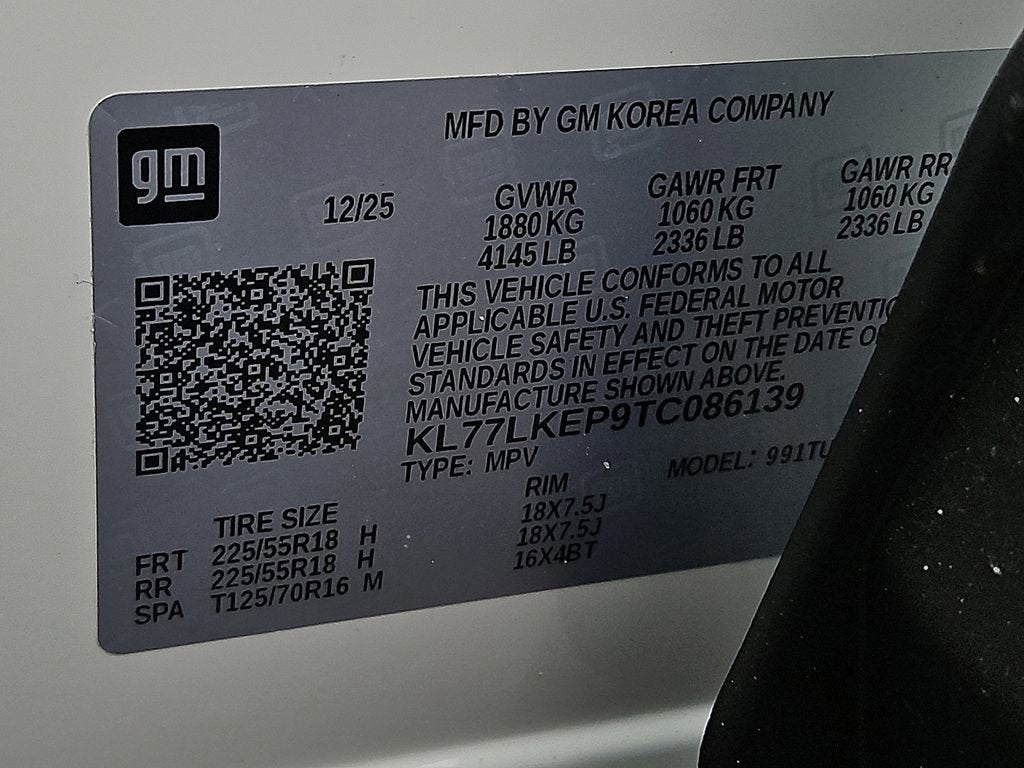 gm
MFD BY GM KOREA COMPANY
12/25
GVWR GAWR FRT GAWR RR
1880 KG 1060 KG 1060 KG
4145 LB 2336 LB 2336 LB
THIS VEHICLE CONFORMS TO ALL
APPLICABLE U.S. FEDERAL MOTOR
VEHICLE SAFETY AND THEFT
STANDARDS IN EFFECT ON THE DATE
MANUFACTURE SHOWN ABOVE.
KL77LKEP9TC086139
TYPE: MPV MODEL: 991TU
TIRE SIZE RIM
FRT 225/55R18 H 18X7.5J
RR 225/55R18 H 18X7.5J
SPA T125/70R16 M 16X4BT